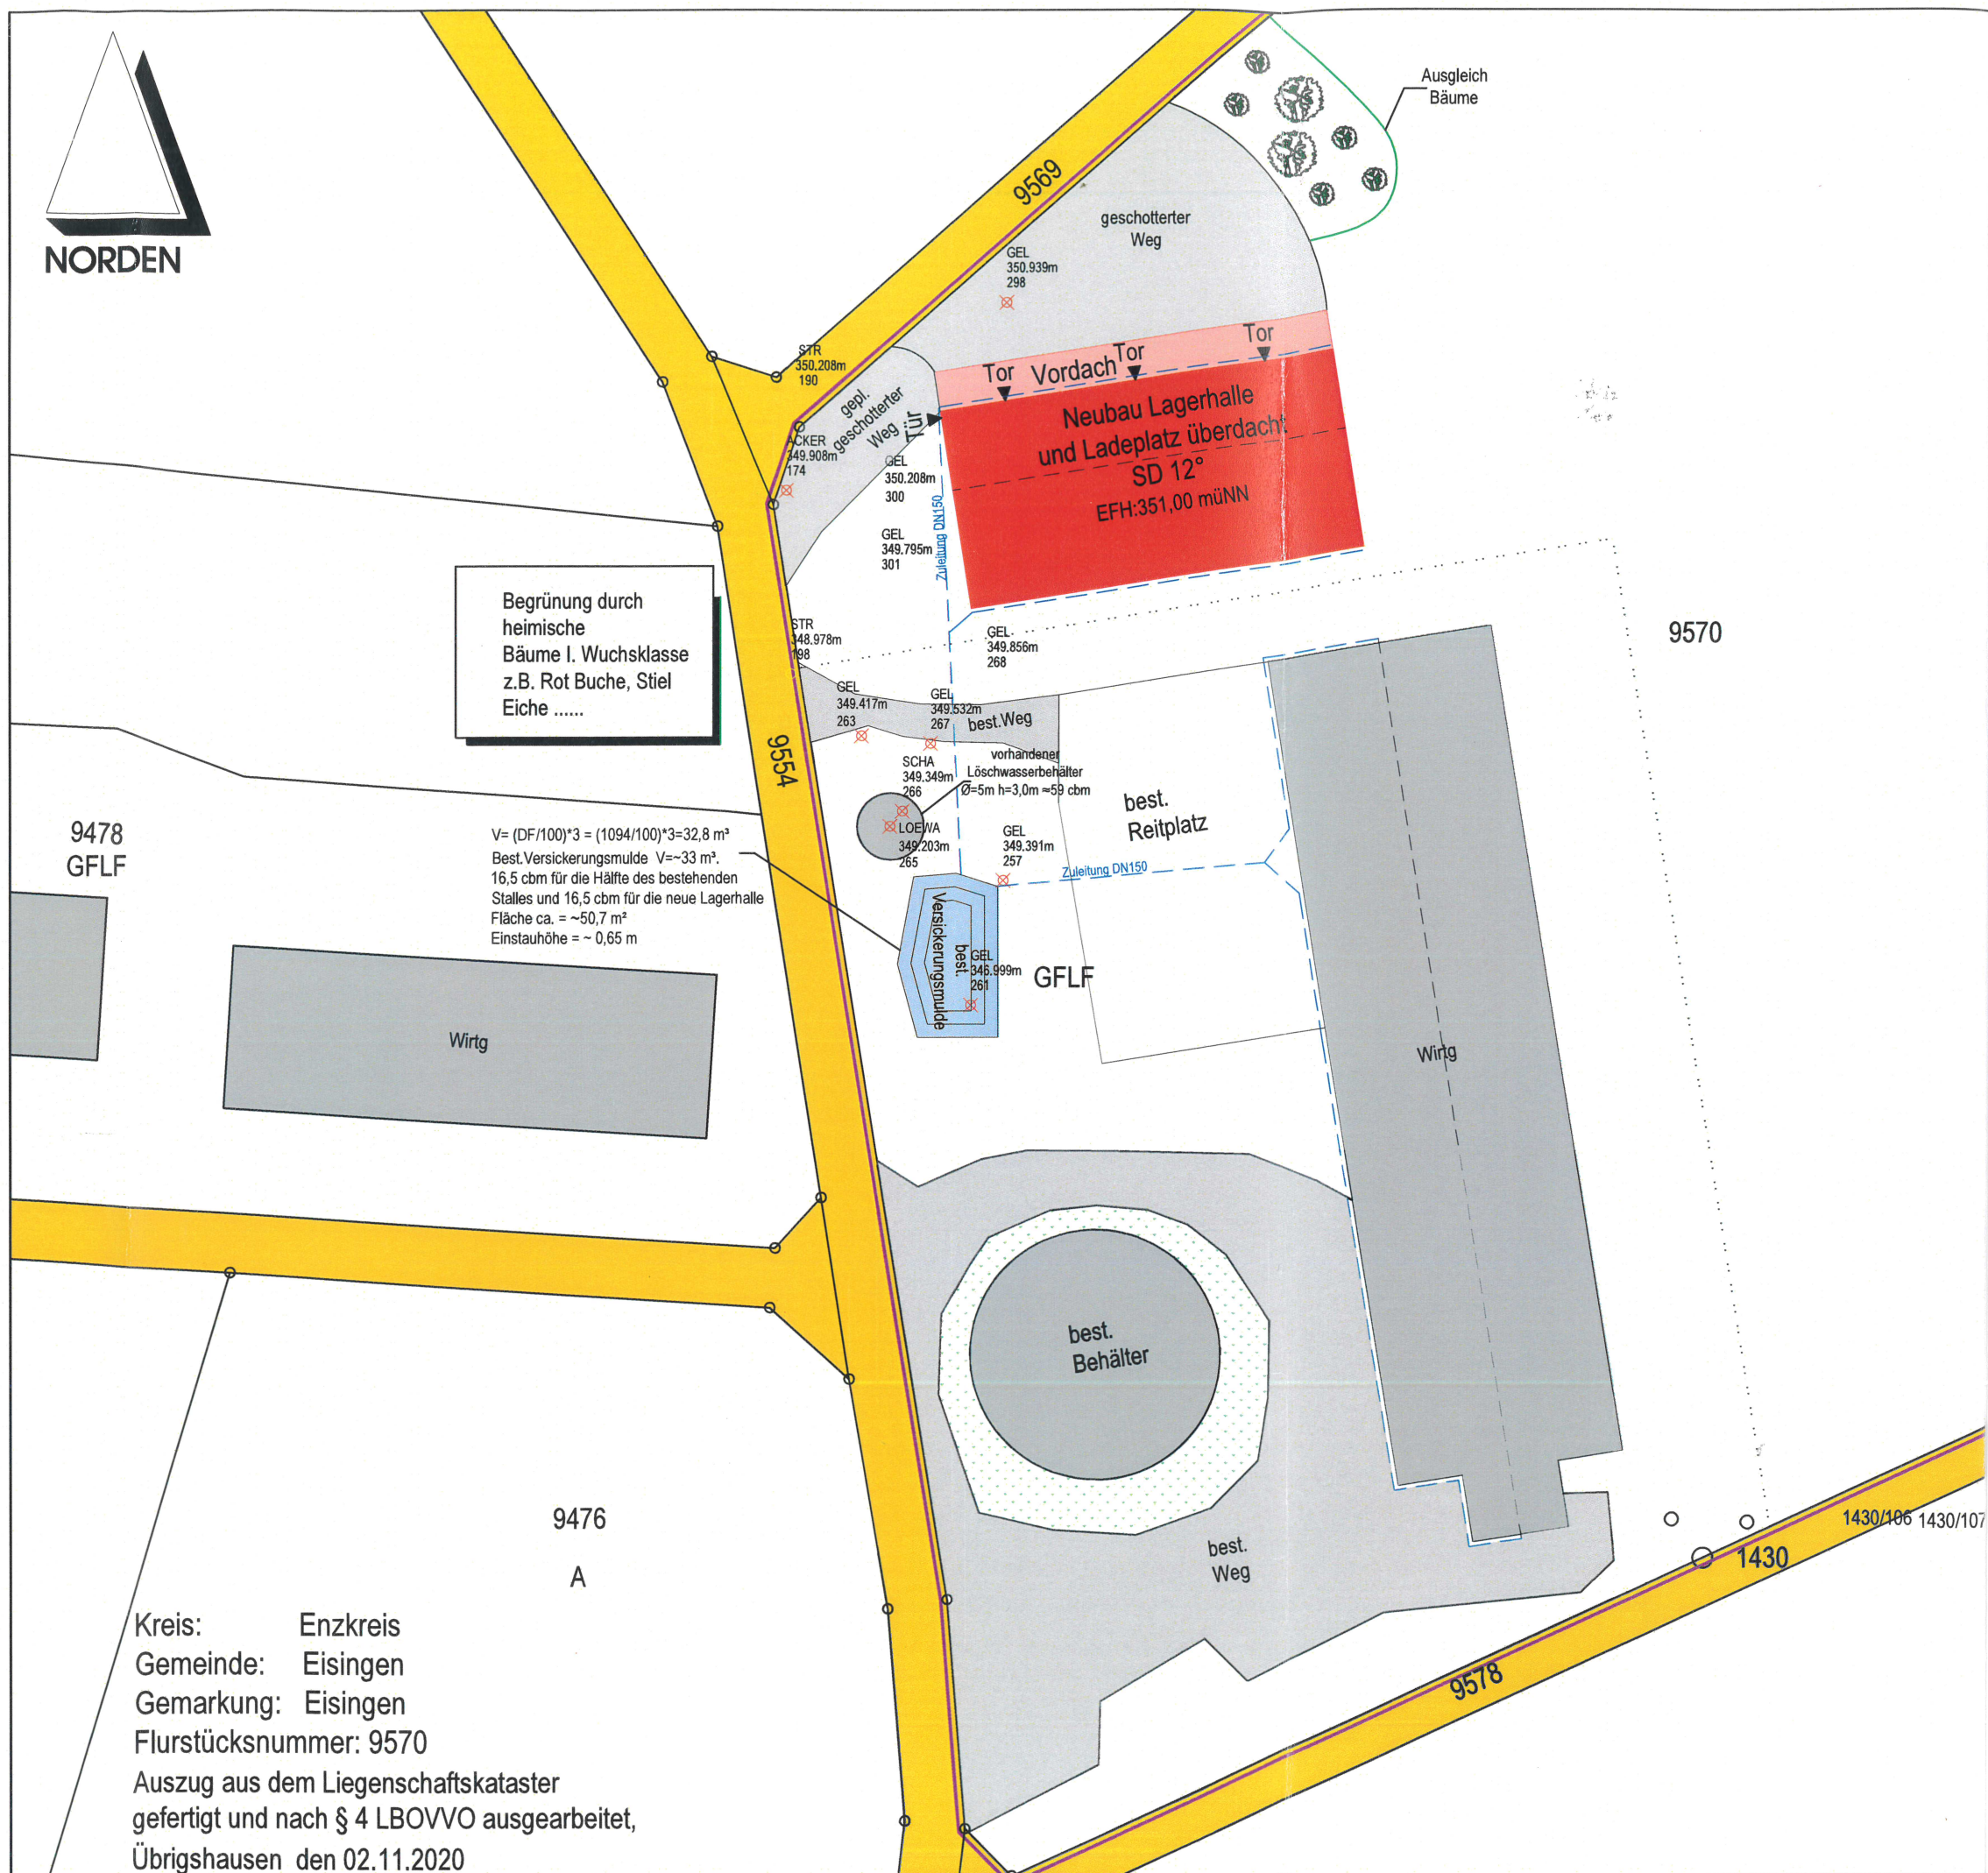 NORDEN
Ausgleich
Bäume
9569
geschotterter
Weg
GEL
350.939m
298
STR
350.208m
190
gepl.
geschotterter
Weg
Tür
Tor
Vordach
Tor
Tor
Neubau Lagerhalle
und Ladeplatz überdacht
SD 12°
EFH:351,00 müNN
ACKER
349.908m
174
GEL
350.208m
300
GEL
349.795m
301
Zuleitung DN150
Begrünung durch
heimische
Bäume I. Wuchsklasse
z.B. Rot Buche, Stiel
Eiche ......
STR
348.978m
198
GEL
349.856m
268
9570
GEL
349.417m
263
GEL
349.532m
267
best.Weg
9554
SCHA
349.349m
266
vorhandener
Löschwasserbehälter
Ø=5m h=3,0m ≈59 cbm
best.
Reitplatz
9478
GFLF
V= (DF/100)*3 = (1094/100)*3=32,8 m³
Best.Versickerungsmulde V=~33 m³.
16,5 cbm für die Hälfte des bestehenden
Stalles und 16,5 cbm für die neue Lagerhalle
Fläche ca. = ~50,7 m²
Einstauhöhe = ~ 0,65 m
LOEWA
349.203m
265
GEL
349.391m
257
Zuleitung DN150
best.
Versickerungsmulde
GEL
346.999m
261
GFLF
Wirtg
Wirtg
best.
Behälter
9476
A
best.
Weg
1430/106 1430/107
1430
9578
Kreis: Enzkreis
Gemeinde: Eisingen
Gemarkung: Eisingen
Flurstücksnummer: 9570
Auszug aus dem Liegenschaftskataster
gefertigt und nach § 4 LBOVVO ausgearbeitet,
Übrigshausen den 02.11.2020